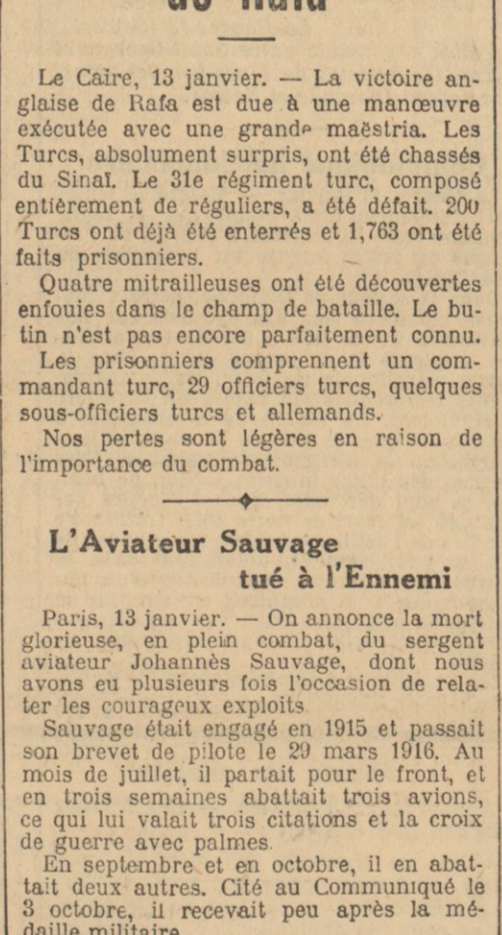 de Rafa
Le Caire, 13 janvier. — La victoire an-
glaise de Rafa est due à une manœuvre
exécutée avec une grande maëstria. Les
Turcs, absolument surpris, ont été chassés
du Sinaï. Le 31e régiment turc, composé
entièrement de réguliers, a été défait. 200
Turcs ont déjà été enterrés et 1,763 ont été
faits prisonniers.
Quatre mitrailleuses ont été découvertes
enfouies dans le champ de bataille. Le bu-
tin n'est pas encore parfaitement connu.
Les prisonniers comprennent un com-
mandant turc, 29 officiers turcs, quelques
sous-officiers turcs et allemands.
Nos pertes sont légères en raison de
l'importance du combat.
L'Aviateur Sauvage
tué à l'Ennemi
Paris, 13 janvier. — On annonce la mort
glorieuse, en plein combat, du sergent
aviateur Johannès Sauvage, dont nous
avons eu plusieurs fois l'occasion de rela-
ter les courageux exploits
Sauvage était engagé en 1915 et passait
son brevet de pilote le 29 mars 1916. Au
mois de juillet, il partait pour le front, et
en trois semaines abattait trois avions,
ce qui lui valait trois citations et la croix
de guerre avec palmes.
En septembre et en octobre, il en abat-
tait deux autres. Cité au Communiqué le
3 octobre, il recevait peu après la mé-
daille militaire